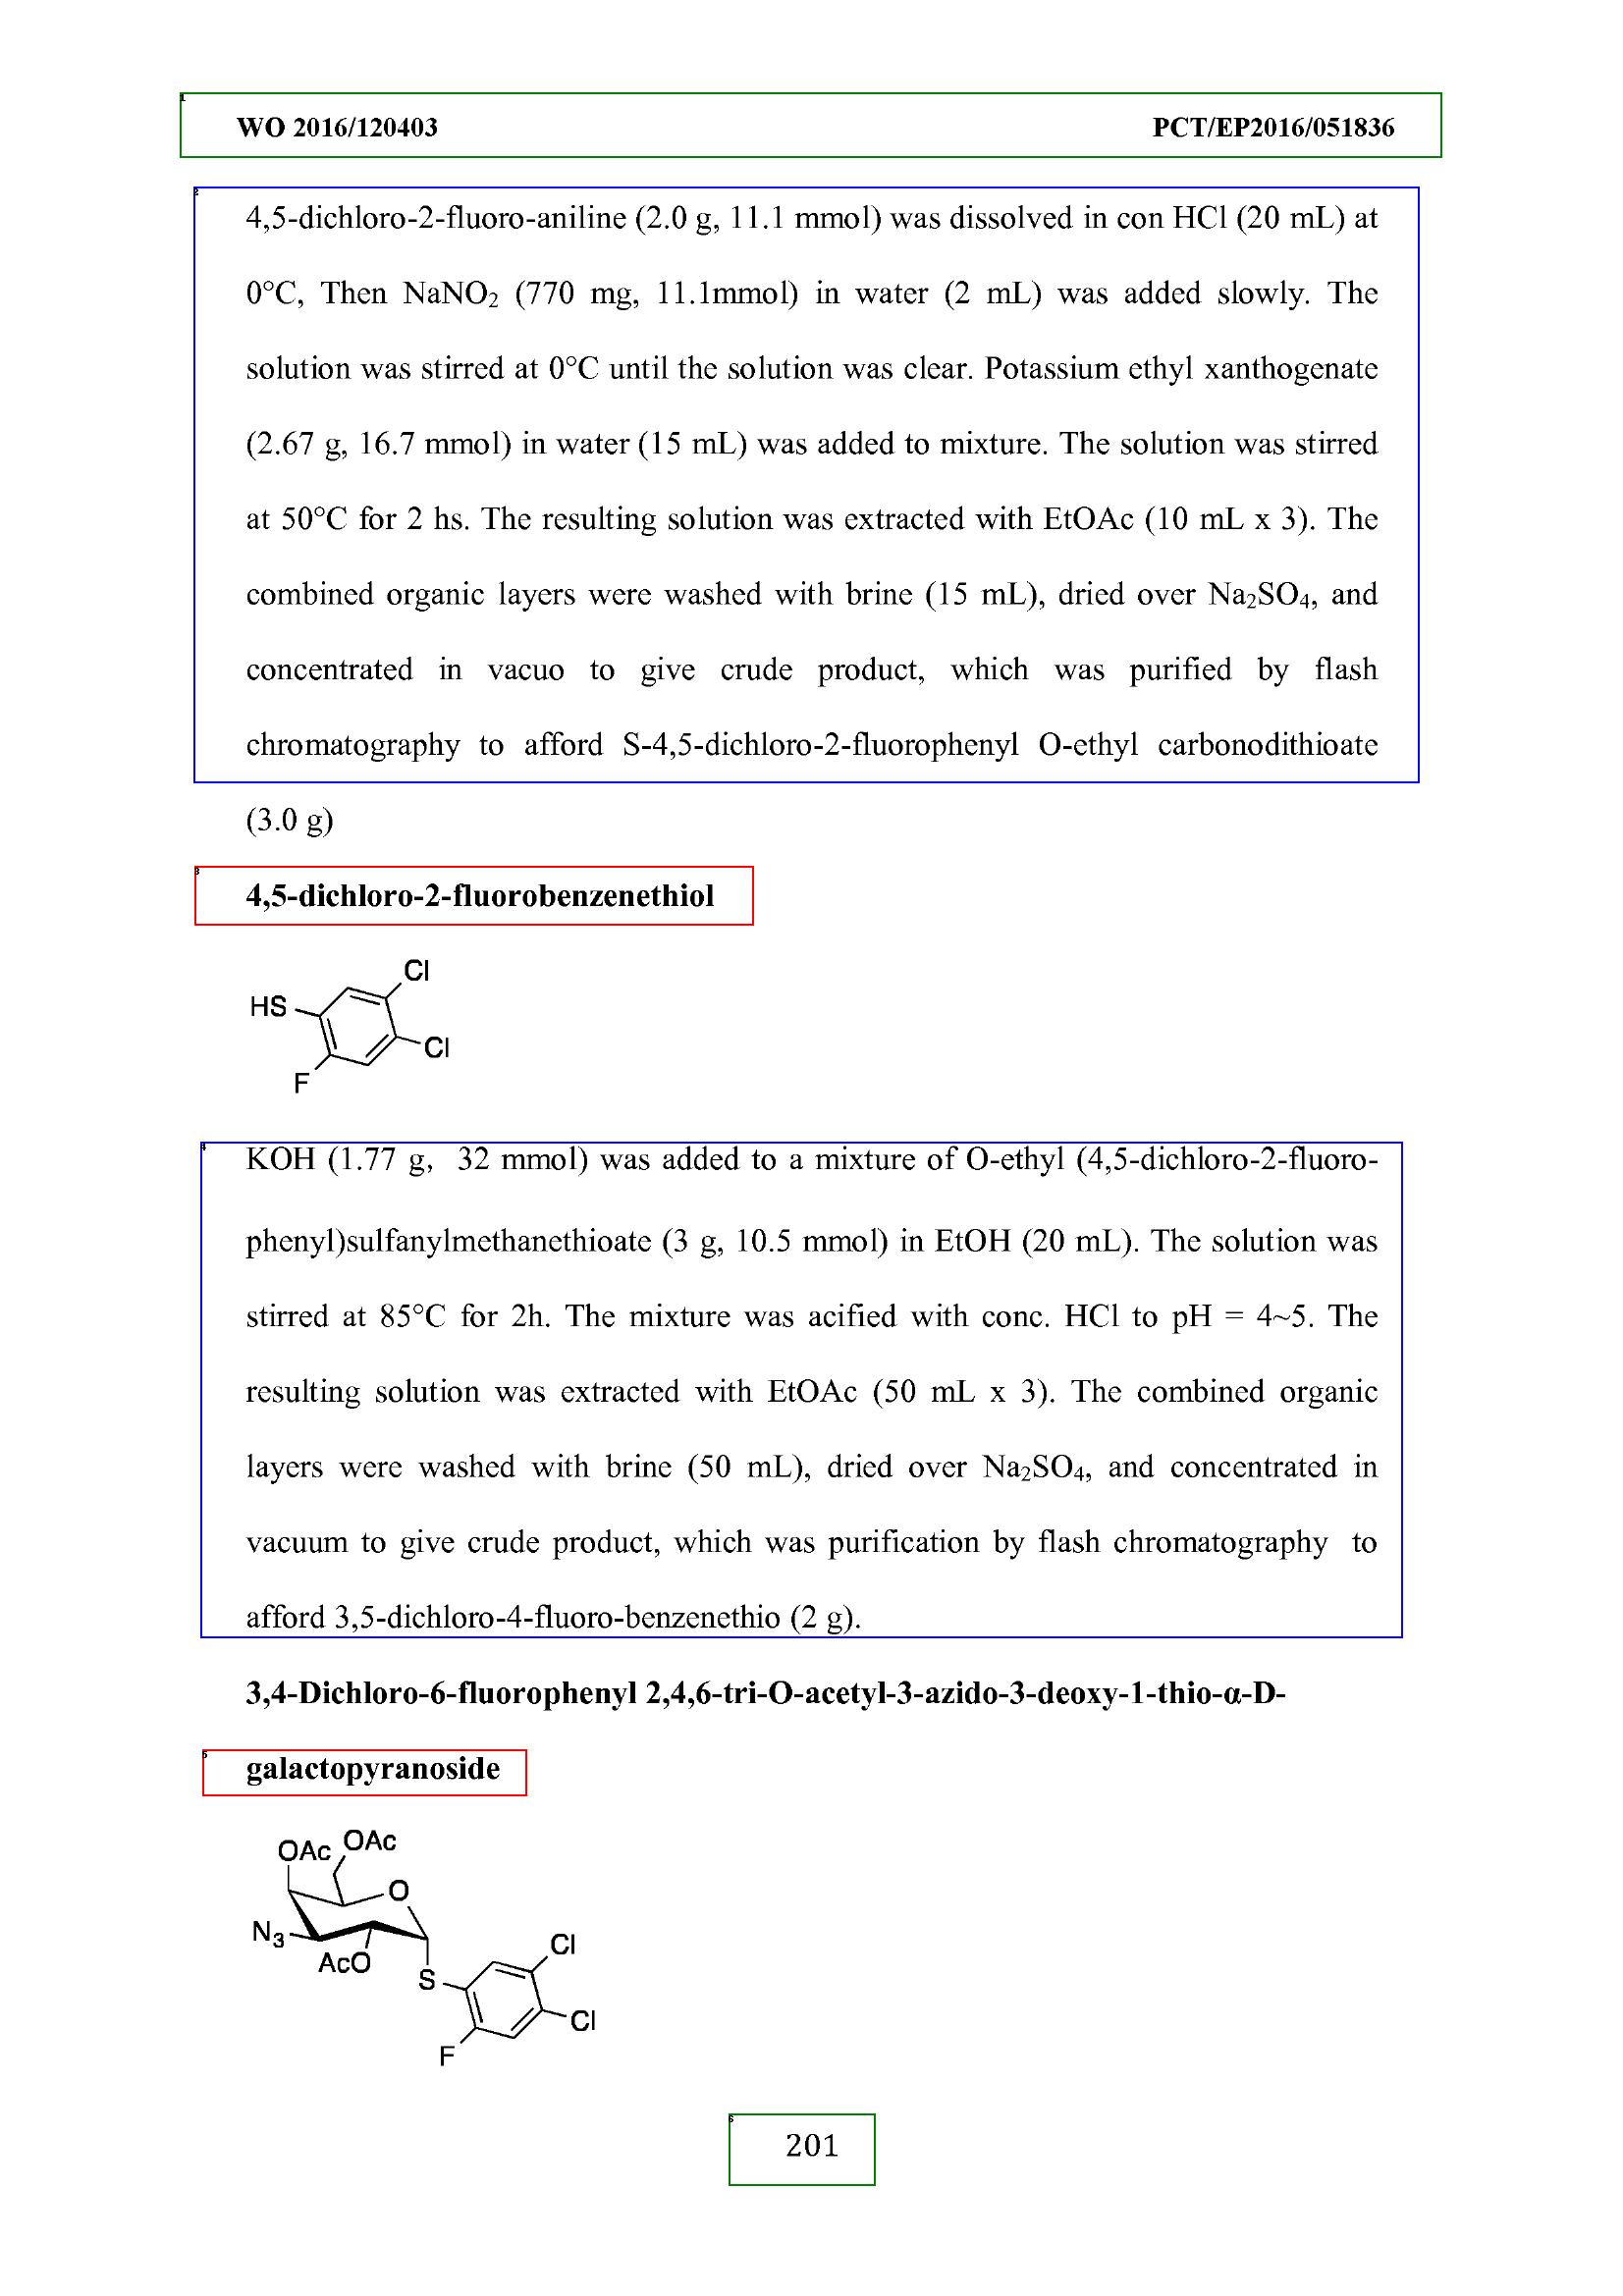 WO 2016/120403 PCT/EP2016/051836
4,5-dichloro-2-fluoro-aniline (2.0 g, 11.1 mmol) was dissolved in con HCl (20 mL) at
0°C, Then NaNO₂ (770 mg, 11.1mmol) in water (2 mL) was added slowly. The
solution was stirred at 0°C until the solution was clear. Potassium ethyl xanthogenate
(2.67 g, 16.7 mmol) in water (15 mL) was added to mixture. The solution was stirred
at 50°C for 2 hs. The resulting solution was extracted with EtOAc (10 mL x 3). The
combined organic layers were washed with brine (15 mL), dried over Na₂SO₄, and
concentrated in vacuo to give crude product, which was purified by flash
chromatography to afford S-4,5-dichloro-2-fluorophenyl O-ethyl carbonodithioate
(3.0 g)
4,5-dichloro-2-fluorobenzenethiol
Cl
HS
Cl
F
KOH (1.77 g, 32 mmol) was added to a mixture of O-ethyl (4,5-dichloro-2-fluoro-
phenyl)sulfanylmethanethioate (3 g, 10.5 mmol) in EtOH (20 mL). The solution was
stirred at 85°C for 2h. The mixture was acified with conc. HCl to pH = 4~5. The
resulting solution was extracted with EtOAc (50 mL x 3). The combined organic
layers were washed with brine (50 mL), dried over Na₂SO₄, and concentrated in
vacuum to give crude product, which was purification by flash chromatography to
afford 3,5-dichloro-4-fluoro-benzenethio (2 g).
3,4-Dichloro-6-fluorophenyl 2,4,6-tri-O-acetyl-3-azido-3-deoxy-1-thio-α-D-
galactopyranoside
OAc OAc
O
N₃
AcO
Cl
S
Cl
F
201